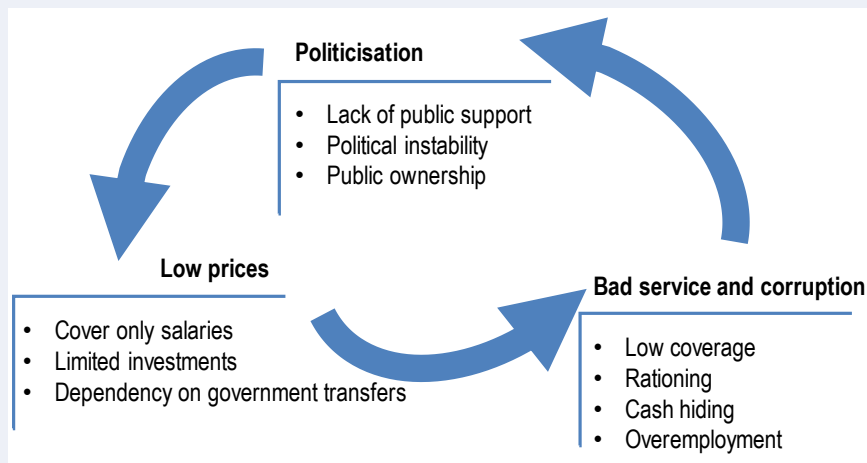 Politicisation
• Lack of public support
• Political instability
• Public ownership
Low prices
• Cover only salaries
• Limited investments
• Dependency on government transfers
Bad service and corruption
• Low coverage
• Rationing
• Cash hiding
• Overemployment